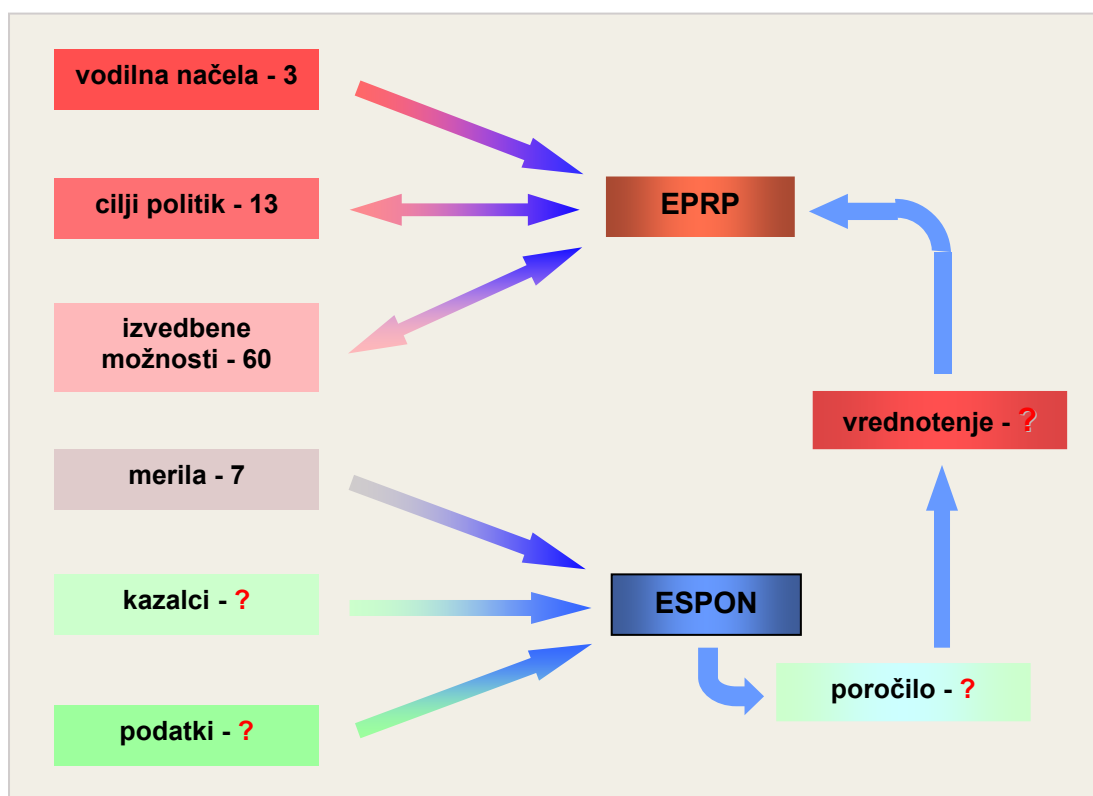 vodilna načela - 3
cilji politik - 13
EPRP
izvedbene
možnosti - 60
vrednotenje - ?
merila - 7
kazalci - ?
ESPON
poročilo - ?
podatki - ?